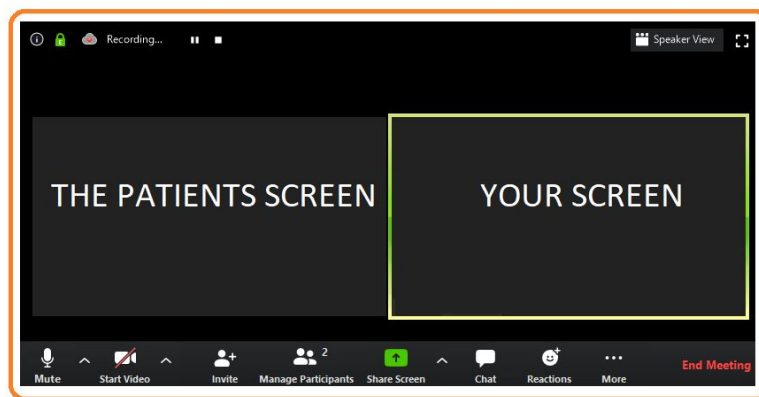 Recording...
Speaker View
THE PATIENTS SCREEN
YOUR SCREEN
2
Mute
Start Video
Invite
Manage Participants
Share Screen
Chat
Reactions
More
End Meeting